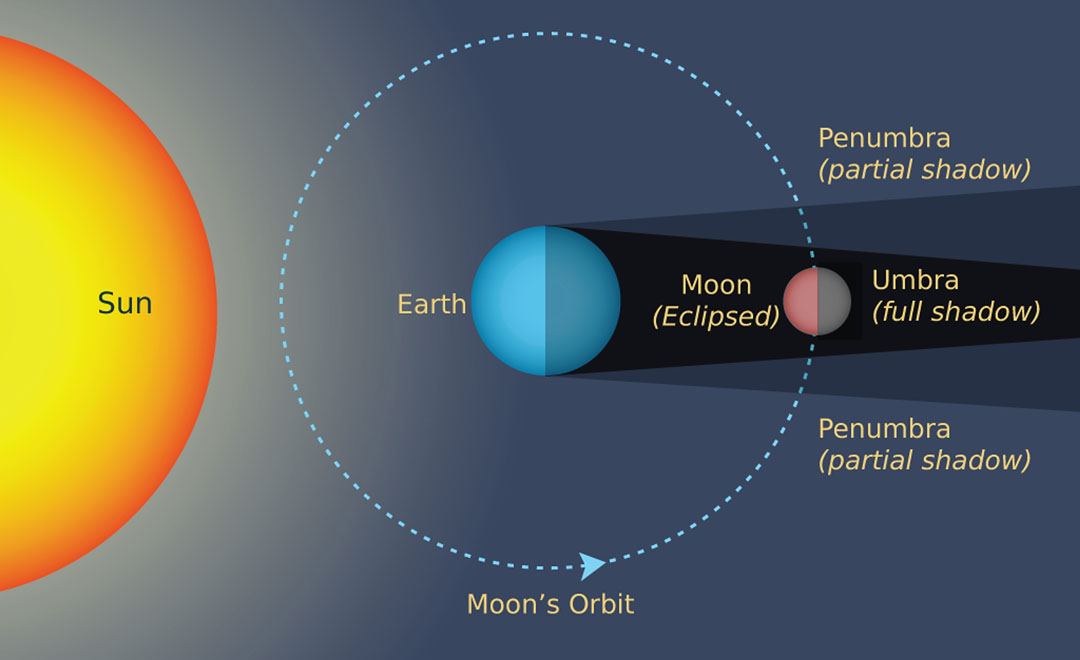 Penumbra
(partial shadow)
Sun
Earth
Moon
(Eclipsed)
Umbra
(full shadow)
Penumbra
(partial shadow)
Moon’s Orbit